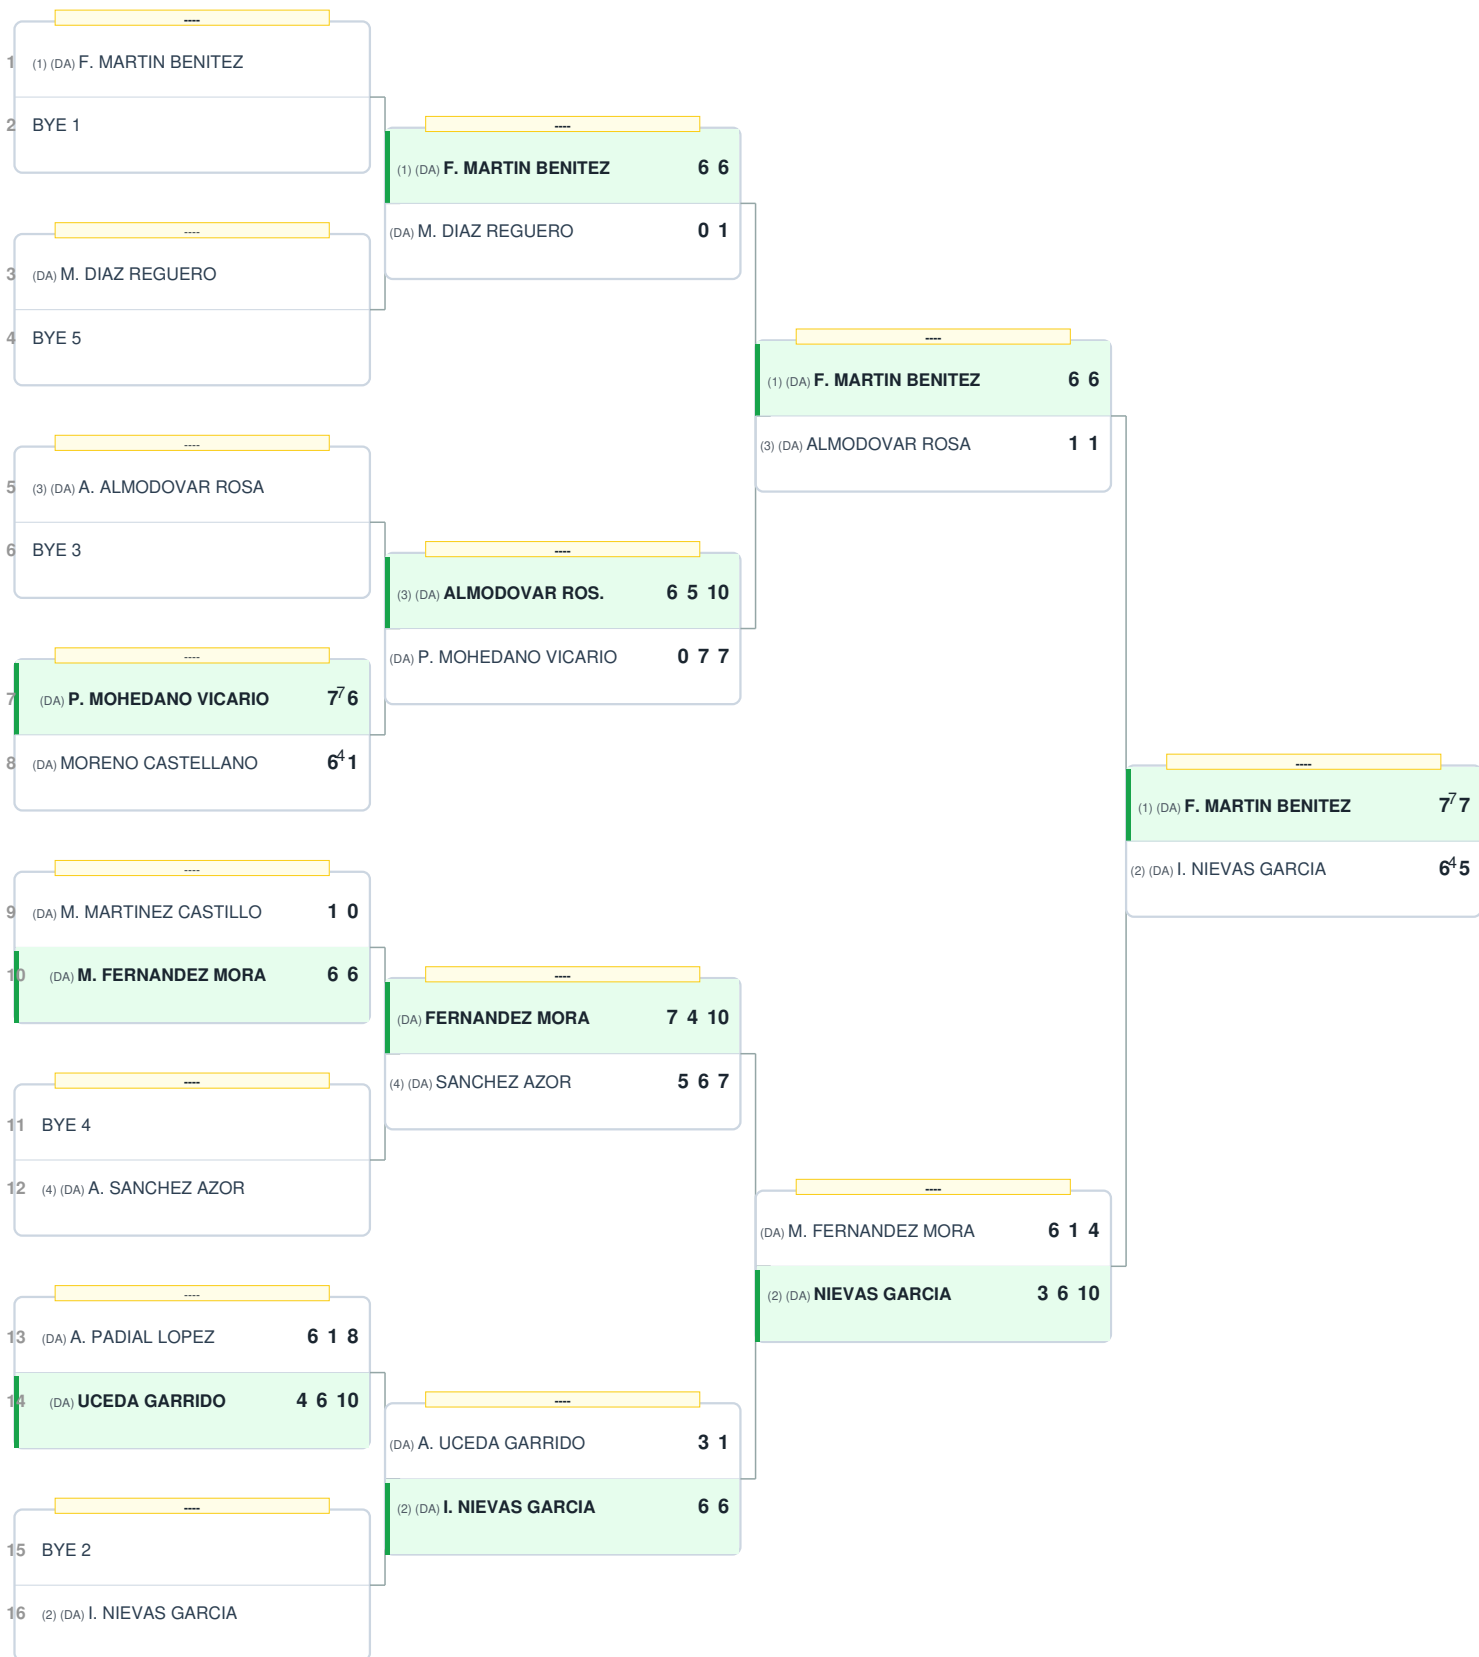 ----
1 (1) (DA) F. MARTIN BENITEZ
2 BYE 1
----
3 (DA) M. DIAZ REGUERO
4 BYE 5
----
5 (3) (DA) A. ALMODOVAR ROSA
6 BYE 3
----
7 (DA) P. MOHEDANO VICARIO 7⁷ 6
8 (DA) MORENO CASTELLANO 6⁴ 1
----
9 (DA) M. MARTINEZ CASTILLO 1 0
10 (DA) M. FERNANDEZ MORA 6 6
----
11 BYE 4
12 (4) (DA) A. SANCHEZ AZOR
----
13 (DA) A. PADIAL LOPEZ 6 1 8
14 (DA) UCEDA GARRIDO 4 6 10
----
15 BYE 2
16 (2) (DA) I. NIEVAS GARCIA
----
(1) (DA) F. MARTIN BENITEZ 6 6
(DA) M. DIAZ REGUERO 0 1
----
(3) (DA) ALMODOVAR ROS. 6 5 10
(DA) P. MOHEDANO VICARIO 0 7 7
----
(DA) FERNANDEZ MORA 7 4 10
(4) (DA) SANCHEZ AZOR 5 6 7
----
(DA) A. UCEDA GARRIDO 3 1
(2) (DA) I. NIEVAS GARCIA 6 6
----
(1) (DA) F. MARTIN BENITEZ 6 6
(3) (DA) ALMODOVAR ROSA 1 1
----
(DA) M. FERNANDEZ MORA 6 1 4
(2) (DA) NIEVAS GARCIA 3 6 10
----
(1) (DA) F. MARTIN BENITEZ 7⁷ 7
(2) (DA) I. NIEVAS GARCIA 6⁴ 5